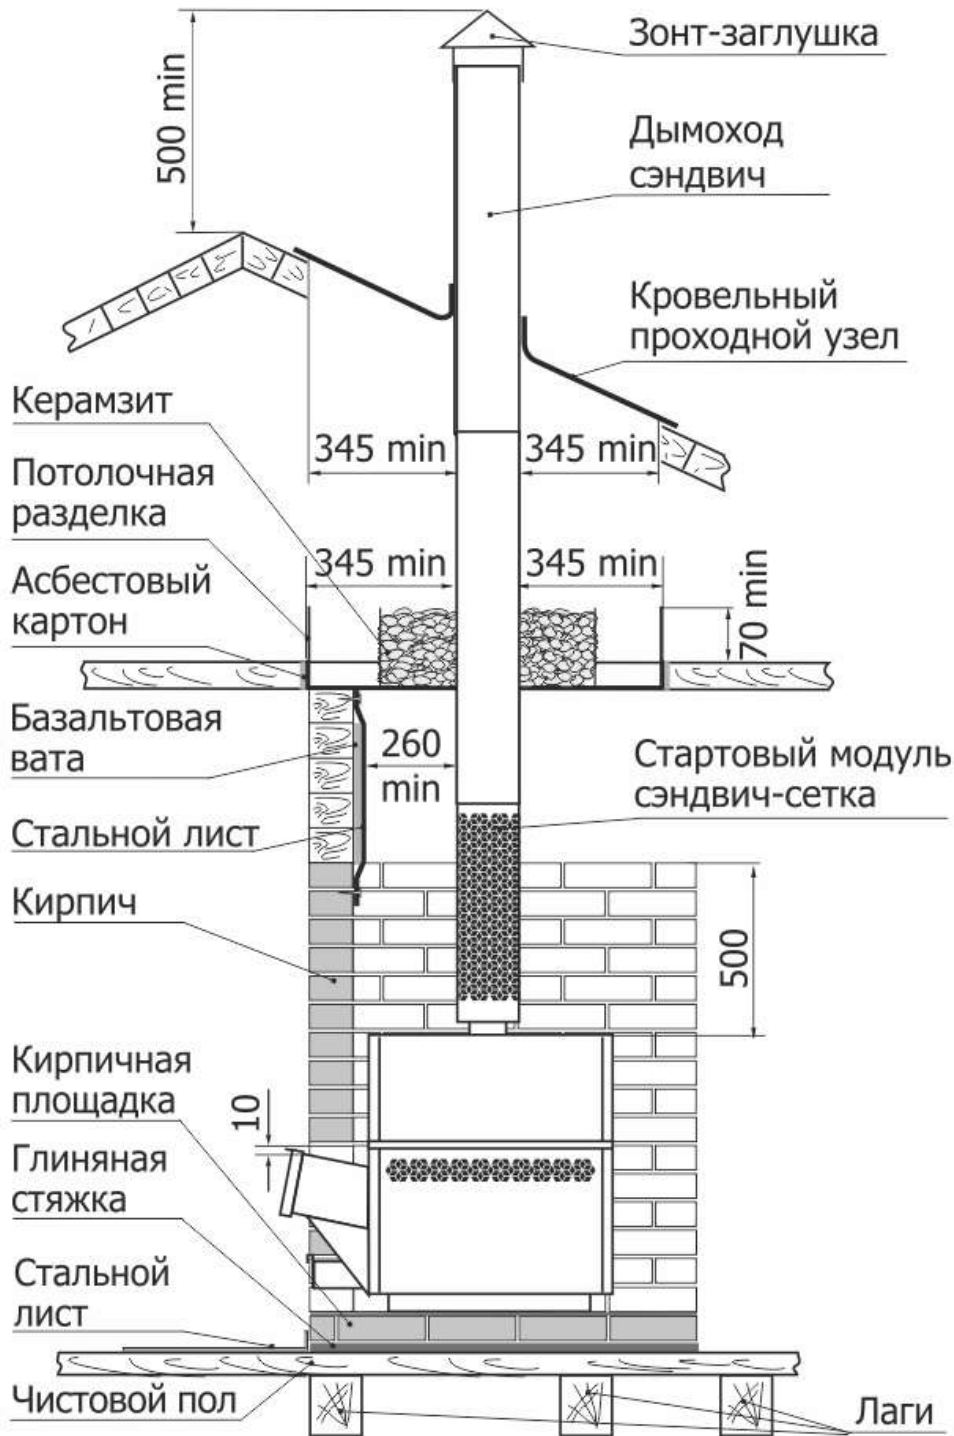 500 min
Зонт-заглушка
Дымоход
сэндвич
Кровельный
проходной узел
Керамзит
345 min
345 min
Потолочная
разделка
345 min
345 min
70 min
Асбестовый
картон
Базальтовая
вата
260
min
Стартовый модуль
сэндвич-сетка
Стальной лист
Кирпич
500
Кирпичная
площадка
10
Глиняная
стяжка
Стальной
лист
Чистовой пол
Лаги